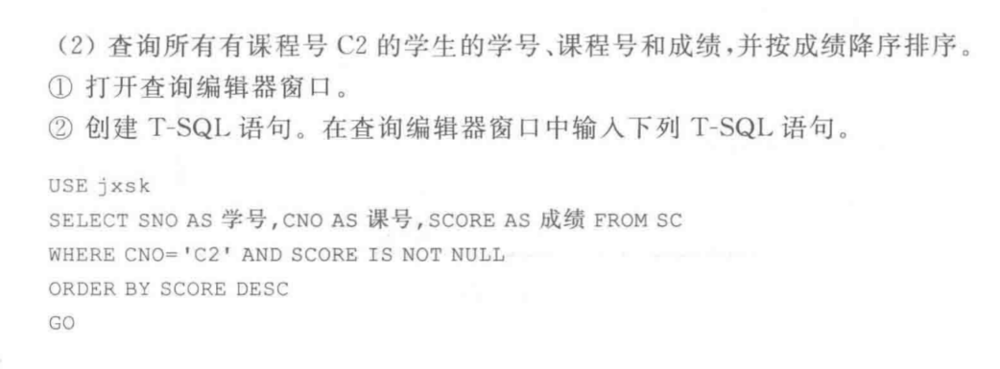 (2) 查询所有有课程号 C2 的学生的学号、课程号和成绩,并按成绩降序排序。
① 打开查询编辑器窗口。
② 创建 T-SQL 语句。在查询编辑器窗口中输入下列 T-SQL 语句。
USE jxsk
SELECT SNO AS 学号,CNO AS 课号,SCORE AS 成绩 FROM SC
WHERE CNO='C2' AND SCORE IS NOT NULL
ORDER BY SCORE DESC
GO